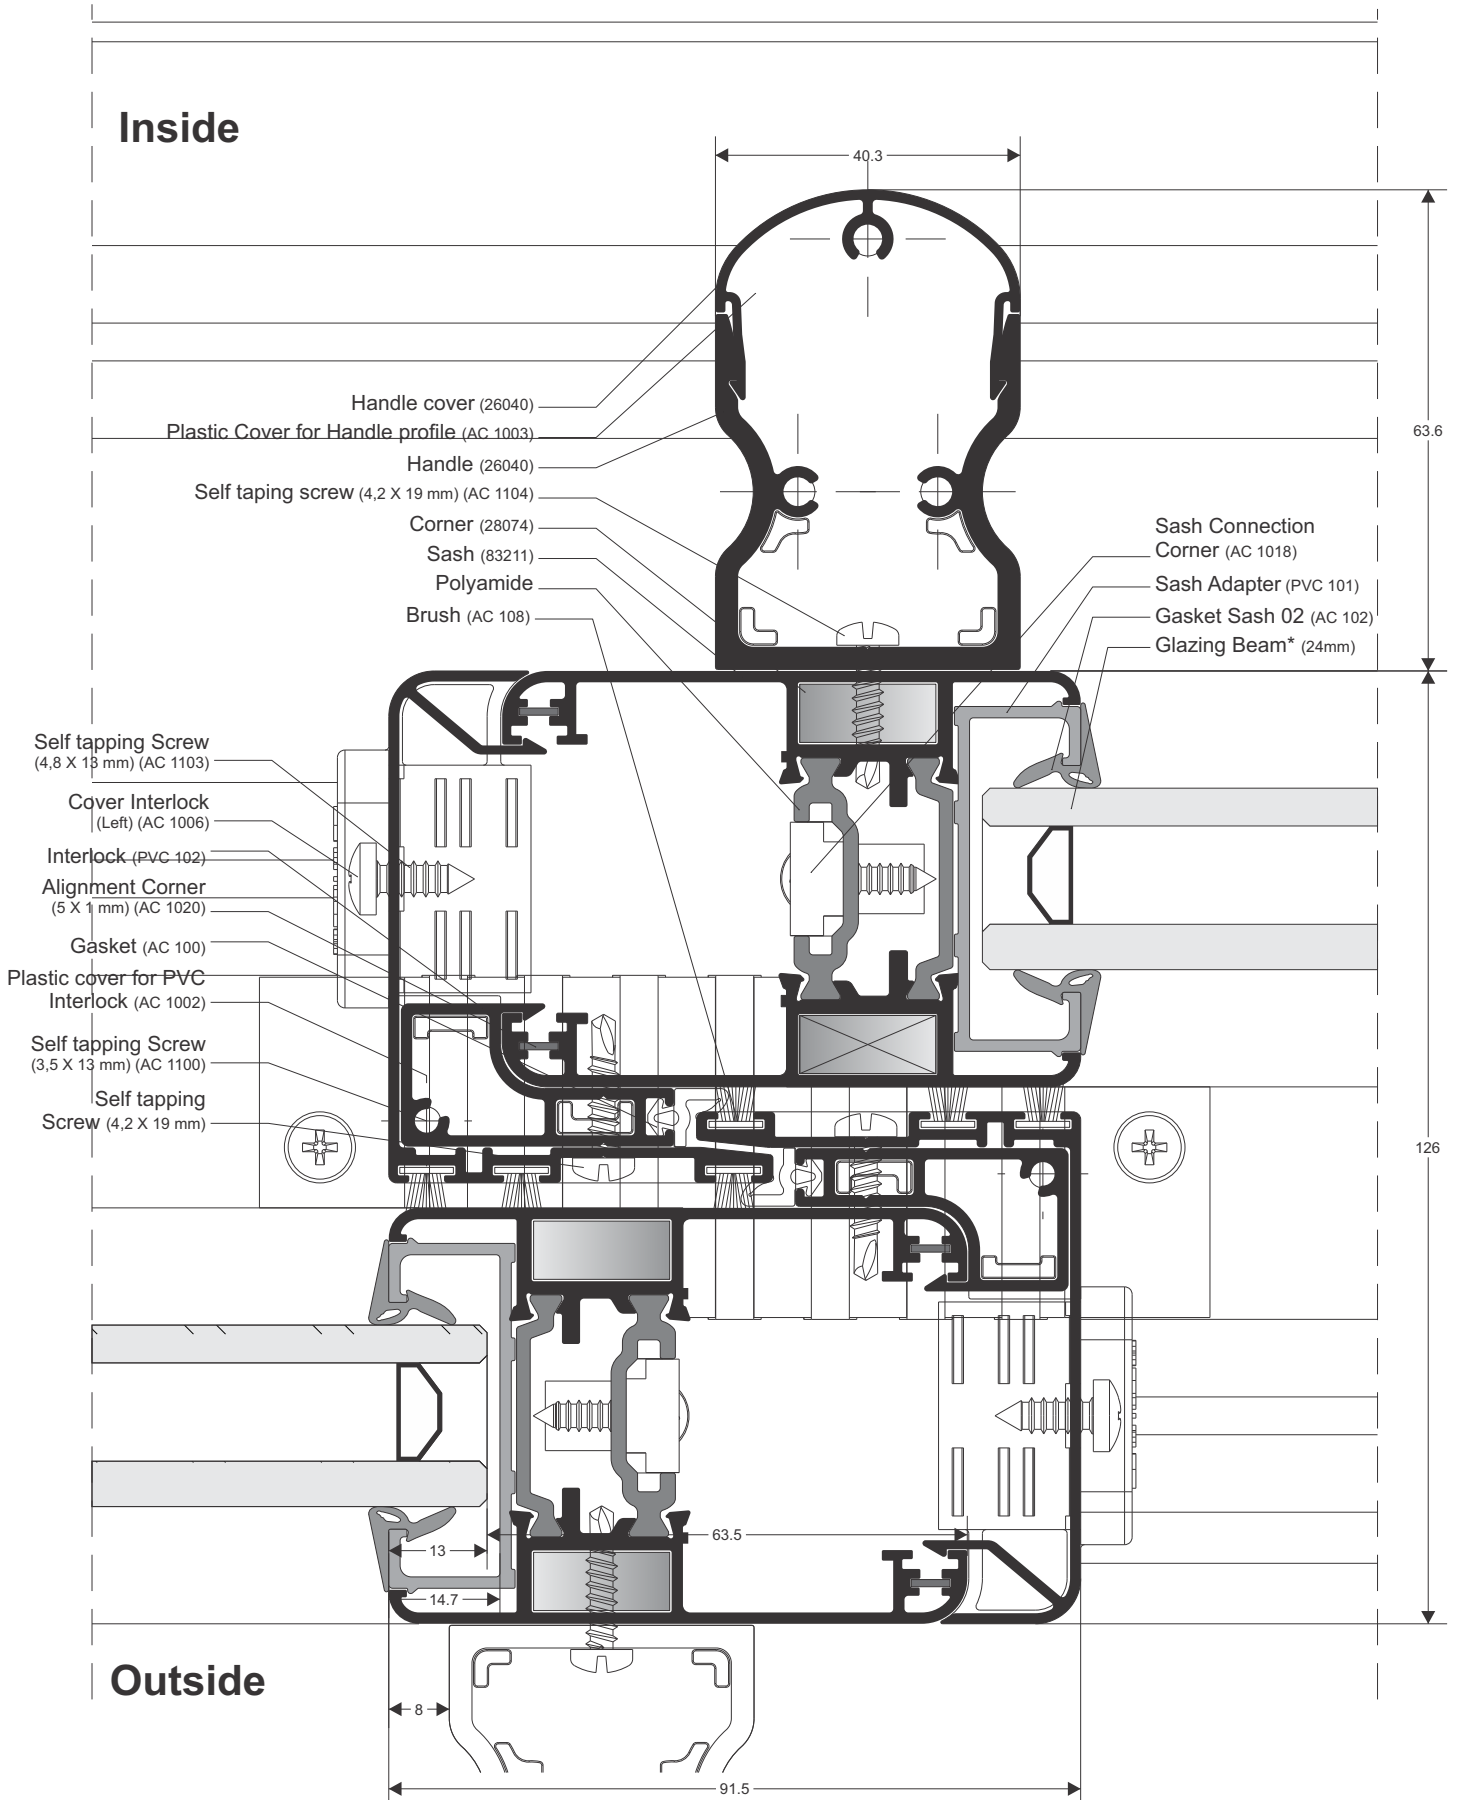 Inside
40.3
63.6
Handle cover (26040)
Plastic Cover for Handle profile (AC 1003)
Handle (26040)
Self taping screw (4,2 X 19 mm) (AC 1104)
Corner (28074)
Sash (83211)
Polyamide
Brush (AC 108)
Sash Connection
Corner (AC 1018)
Sash Adapter (PVC 101)
Gasket Sash 02 (AC 102)
Glazing Beam* (24mm)
Self tapping Screw
(4,8 X 13 mm) (AC 1103)
Cover Interlock
(Left) (AC 1006)
Interlock (PVC 102)
Alignment Corner
(5 X 1 mm) (AC 1020)
Gasket (AC 100)
Plastic cover for PVC
Interlock (AC 1002)
Self tapping Screw
(3,5 X 13 mm) (AC 1100)
Self tapping
Screw (4,2 X 19 mm)
126
63.5
13
14.7
Outside
8
91.5